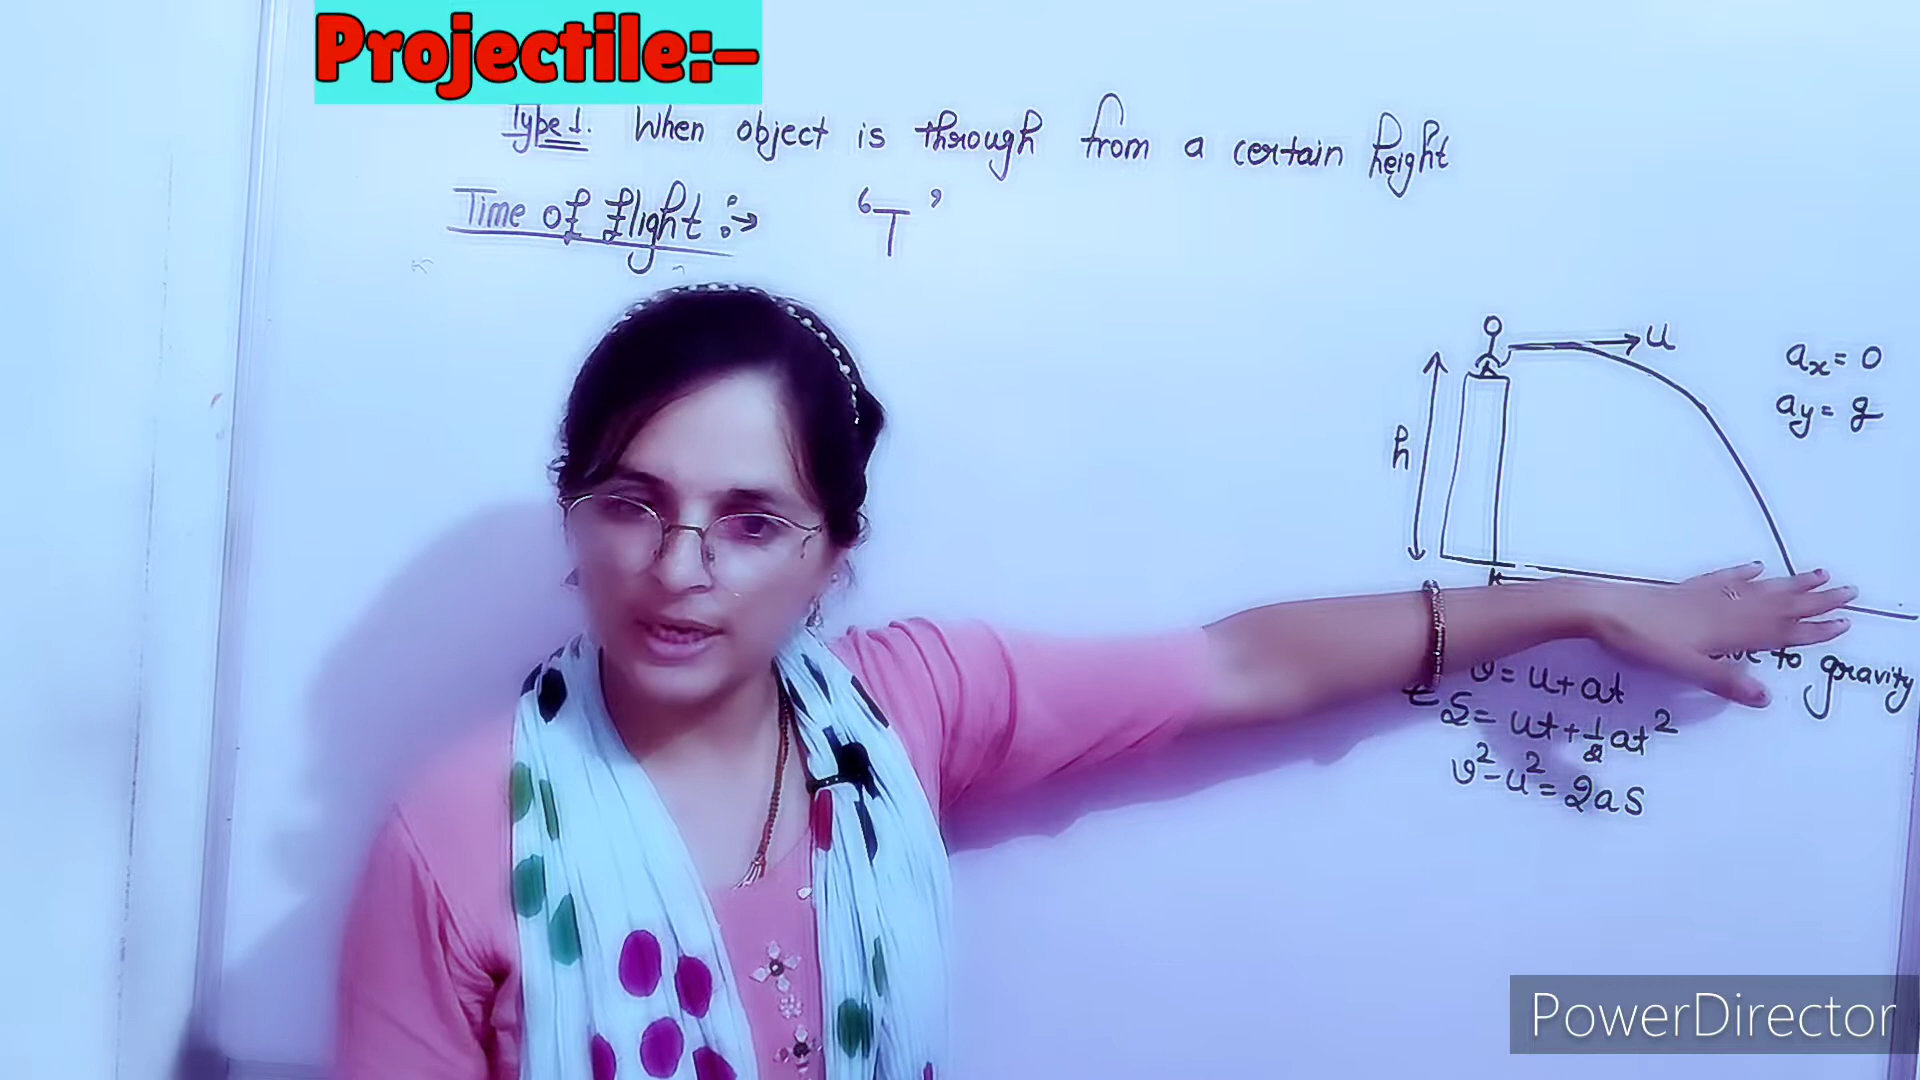 Projectile:-
Type 1. When object is through from a certain height
Time of flight :→ 'T'
u
ax = 0
ay = g
h
to gravity
v = u + at
S = ut + 1/2 at²
v² - u² = 2aS
PowerDirector